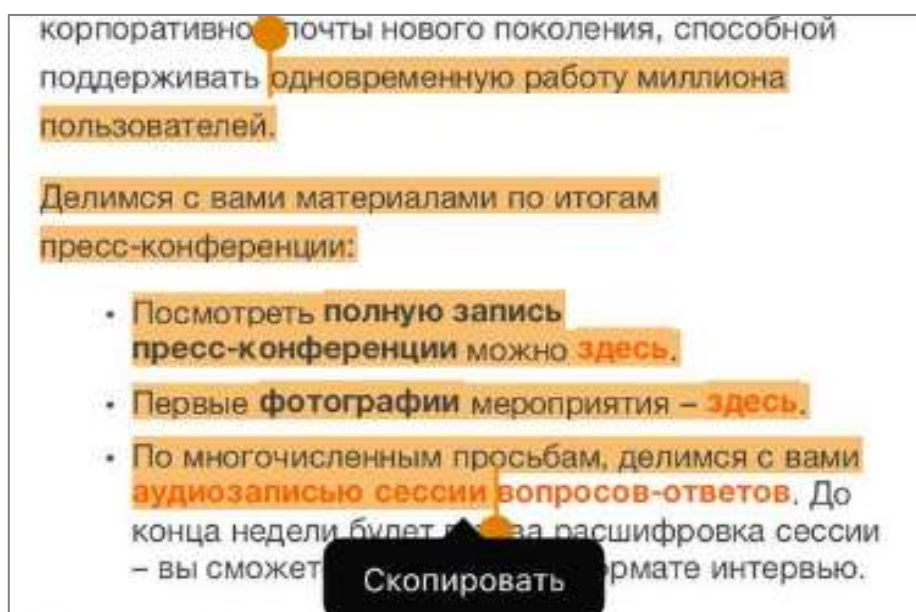 корпоративно почты нового поколения, способной
поддерживать одновременную работу миллиона
пользователей.
Делимся с вами материалами по итогам
пресс-конференции:
• Посмотреть полную запись
пресс-конференции можно здесь.
• Первые фотографии мероприятия – здесь.
• По многочисленным просьбам, делимся с вами
аудиозаписью сессии вопросов-ответов. До
конца недели будет расшифровка сессии
– вы сможет интервью.
Скопировать